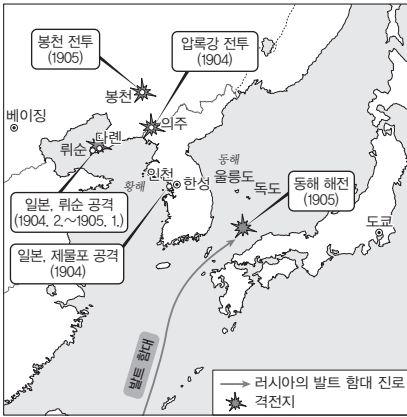 봉천 전투
(1905)
압록강 전투
(1904)
봉천
의주
베이징
뤼순
다롄
인천
한성
황해
동해
울릉도
독도
동해 해전
(1905)
일본, 뤼순 공격
(1904. 2.~1905. 1.)
일본, 제물포 공격
(1904)
도쿄
발트 함대
러시아의 발트 함대 진로
격전지